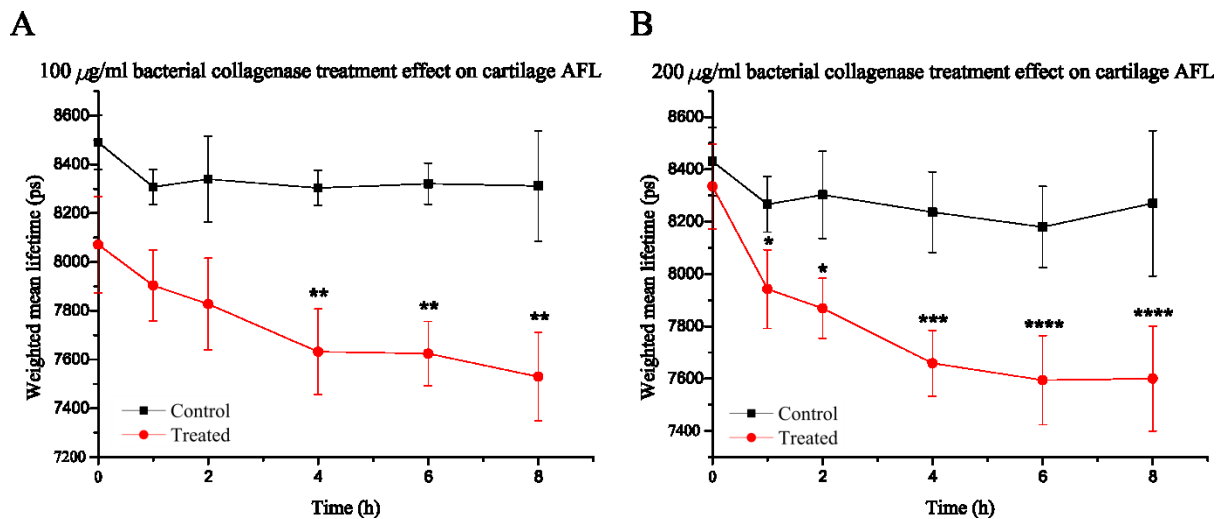 A
100 μg/ml bacterial collagenase treatment effect on cartilage AFL
8600
8400
8200
8000
7800
7600
7400
7200
Weighted mean lifetime (ps)
** ** **
Control
Treated
0 2 4 6 8
Time (h)
B
200 μg/ml bacterial collagenase treatment effect on cartilage AFL
8600
8400
8200
8000
7800
7600
7400
Weighted mean lifetime (ps)
* * *** **** ****
Control
Treated
0 2 4 6 8
Time (h)